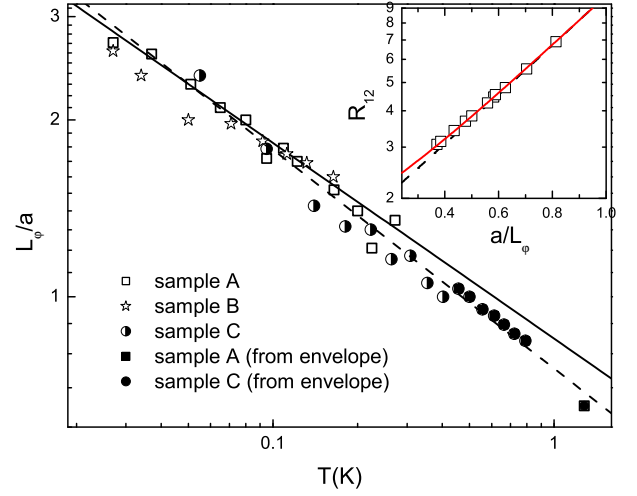 3
2
1
0.1
1
L_φ/a
T(K)
sample A
sample B
sample C
sample A (from envelope)
sample C (from envelope)
9
8
7
6
5
4
3
2
0.4
0.6
0.8
1.0
R_12
a/L_φ